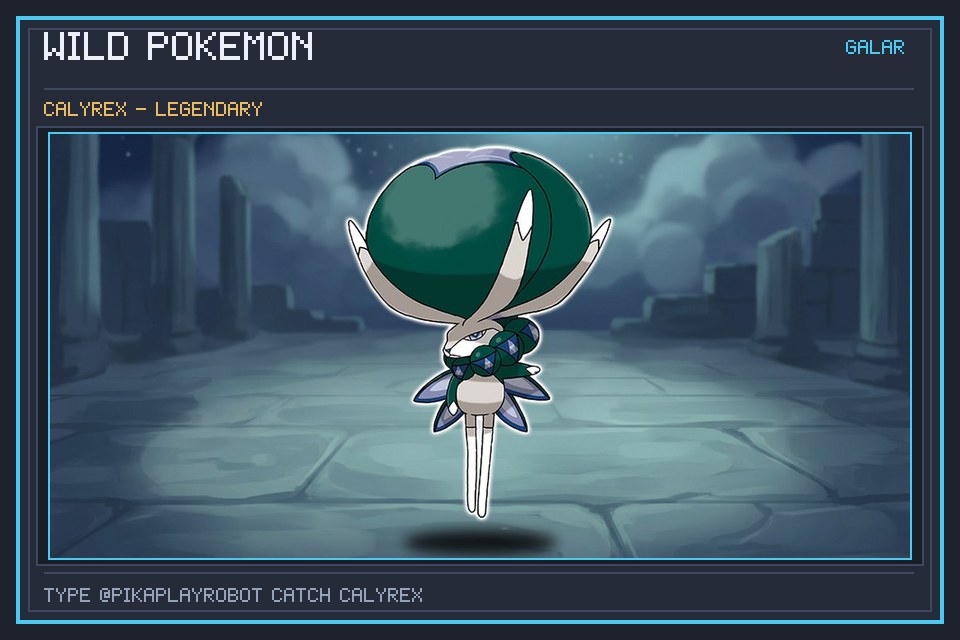 WILD POKEMON
GALAR
CALYREX - LEGENDARY
TYPE @PIKAPLAYROBOT CATCH CALYREX